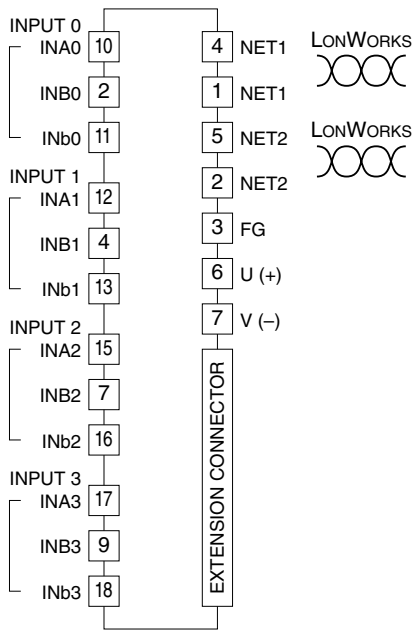 INPUT 0
INA0 10
INB0 2
INb0 11
INPUT 1
INA1 12
INB1 4
INb1 13
INPUT 2
INA2 15
INB2 7
INb2 16
INPUT 3
INA3 17
INB3 9
INb3 18
4 NET1 LONWORKS
1 NET1
5 NET2 LONWORKS
2 NET2
3 FG
6 U (+)
7 V (–)
EXTENSION CONNECTOR